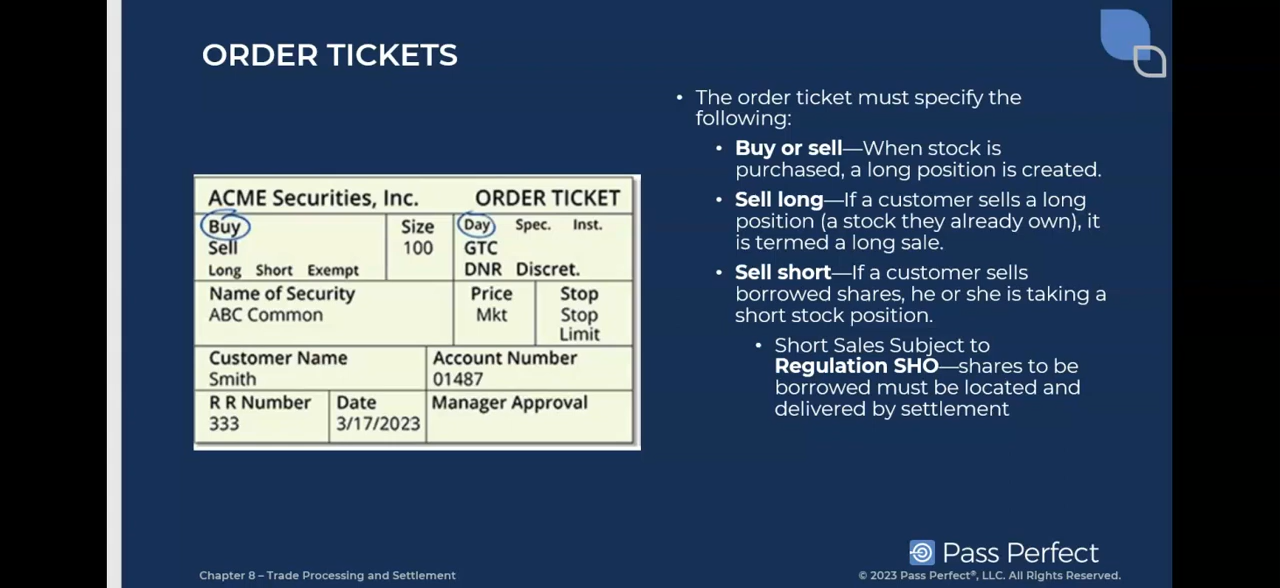 ORDER TICKETS
ACME Securities, Inc. ORDER TICKET
Buy Size Day Spec. Inst.
Sell 100 GTC
Long Short Exempt DNR Discret.
Name of Security Price Stop
ABC Common Mkt Stop
Limit
Customer Name Account Number
Smith 01487
R R Number Date Manager Approval
333 3/17/2023
• The order ticket must specify the
following:
• Buy or sell—When stock is
purchased, a long position is created.
• Sell long—If a customer sells a long
position (a stock they already own), it
is termed a long sale.
• Sell short—If a customer sells
borrowed shares, he or she is taking a
short stock position.
• Short Sales Subject to
Regulation SHO—shares to be
borrowed must be located and
delivered by settlement
Pass Perfect
Chapter 8 – Trade Processing and Settlement
© 2023 Pass Perfect®, LLC. All Rights Reserved.